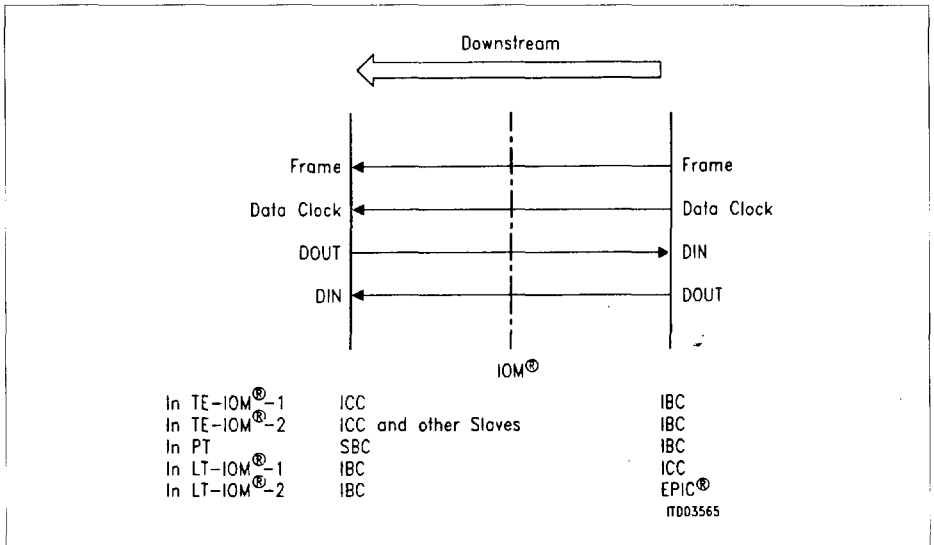 Downstream
Frame Frame
Data Clock Data Clock
DOUT DIN
DIN DOUT
IOM®
In TE-IOM®-1 ICC IBC
In TE-IOM®-2 ICC and other Slaves IBC
In PT SBC IBC
In LT-IOM®-1 IBC ICC
In LT-IOM®-2 IBC EPIC®
ITD03565